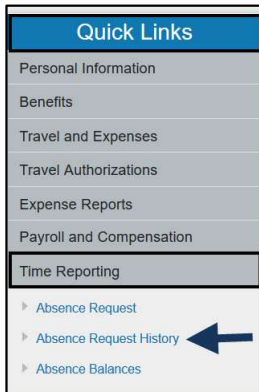 Quick Links
Personal Information
Benefits
Travel and Expenses
Travel Authorizations
Expense Reports
Payroll and Compensation
Time Reporting
Absence Request
Absence Request History
Absence Balances